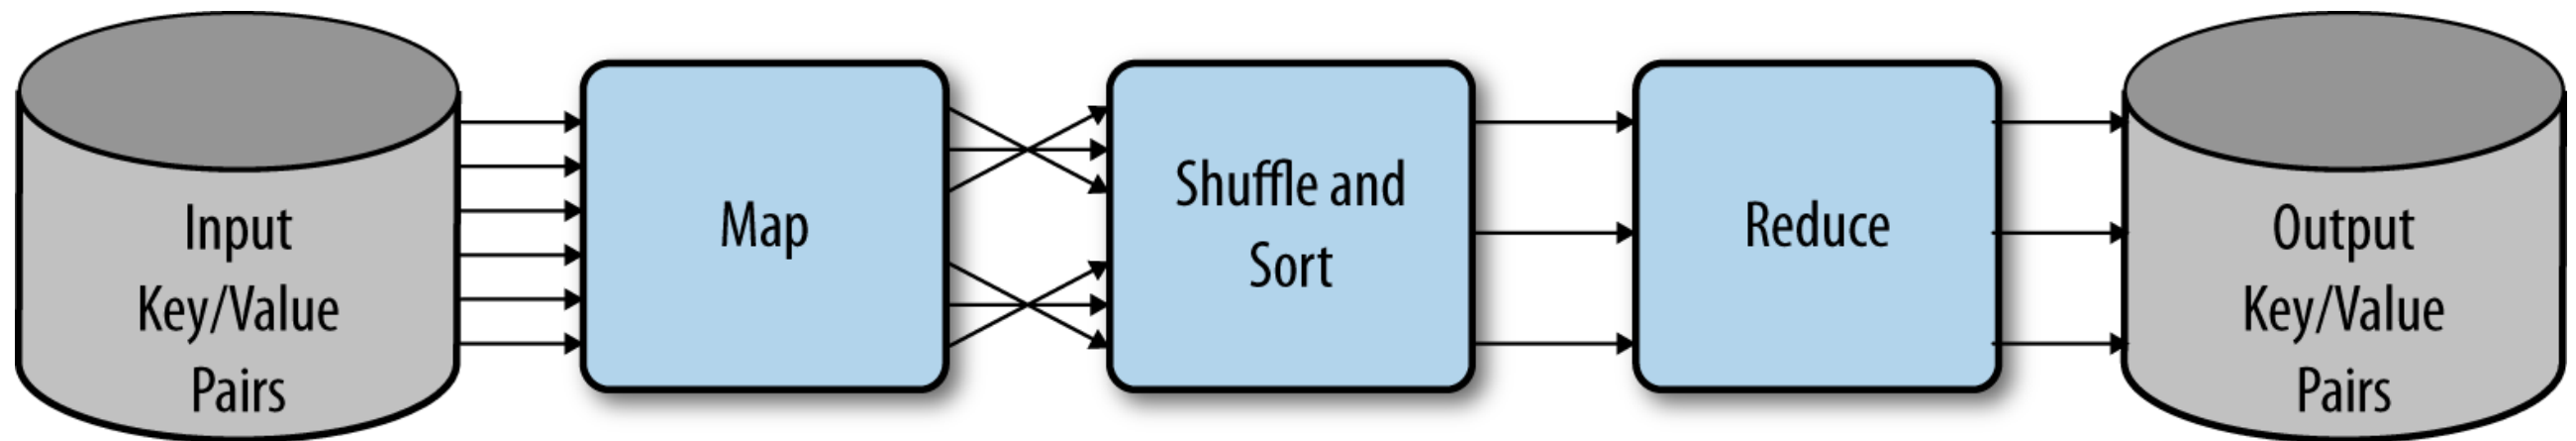 Input
Key/Value
Pairs
Map
Shuffle and
Sort
Reduce
Output
Key/Value
Pairs